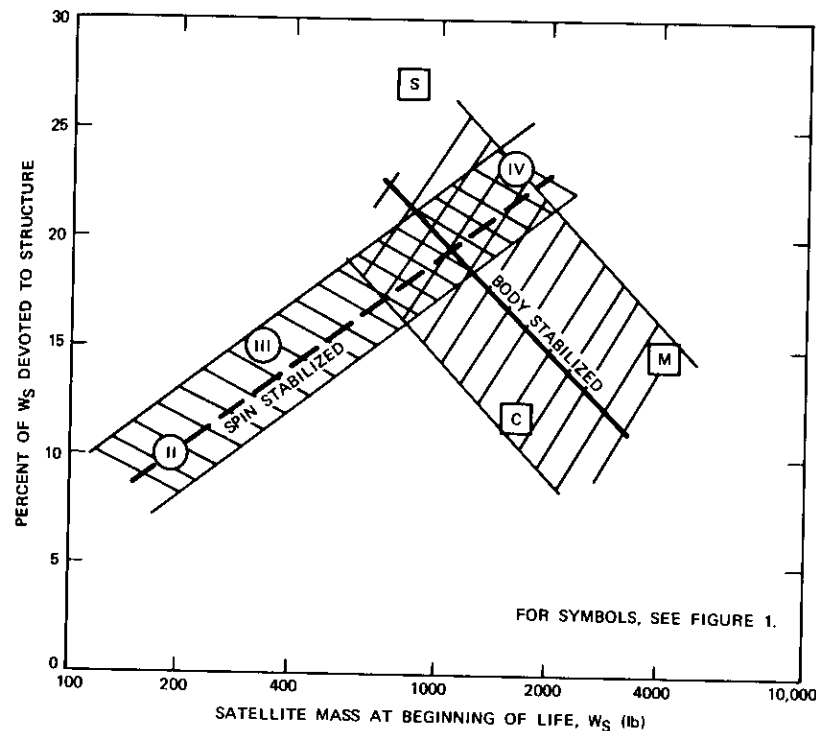 30
25
20
15
10
5
0
PERCENT OF WS DEVOTED TO STRUCTURE
S
IV
III
II
M
C
SPIN STABILIZED
BODY STABILIZED
FOR SYMBOLS, SEE FIGURE 1.
100 200 400 1000 2000 4000 10,000
SATELLITE MASS AT BEGINNING OF LIFE, WS (lb)